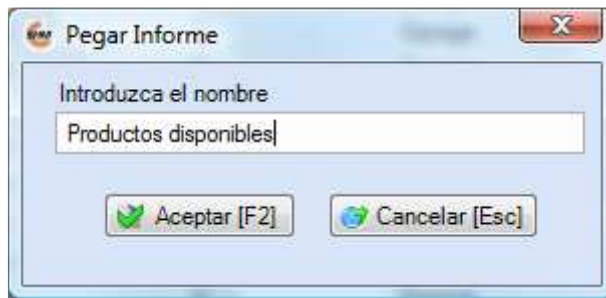 Pegar Informe
Introduzca el nombre
Productos disponibles
Aceptar [F2]
Cancelar [Esc]